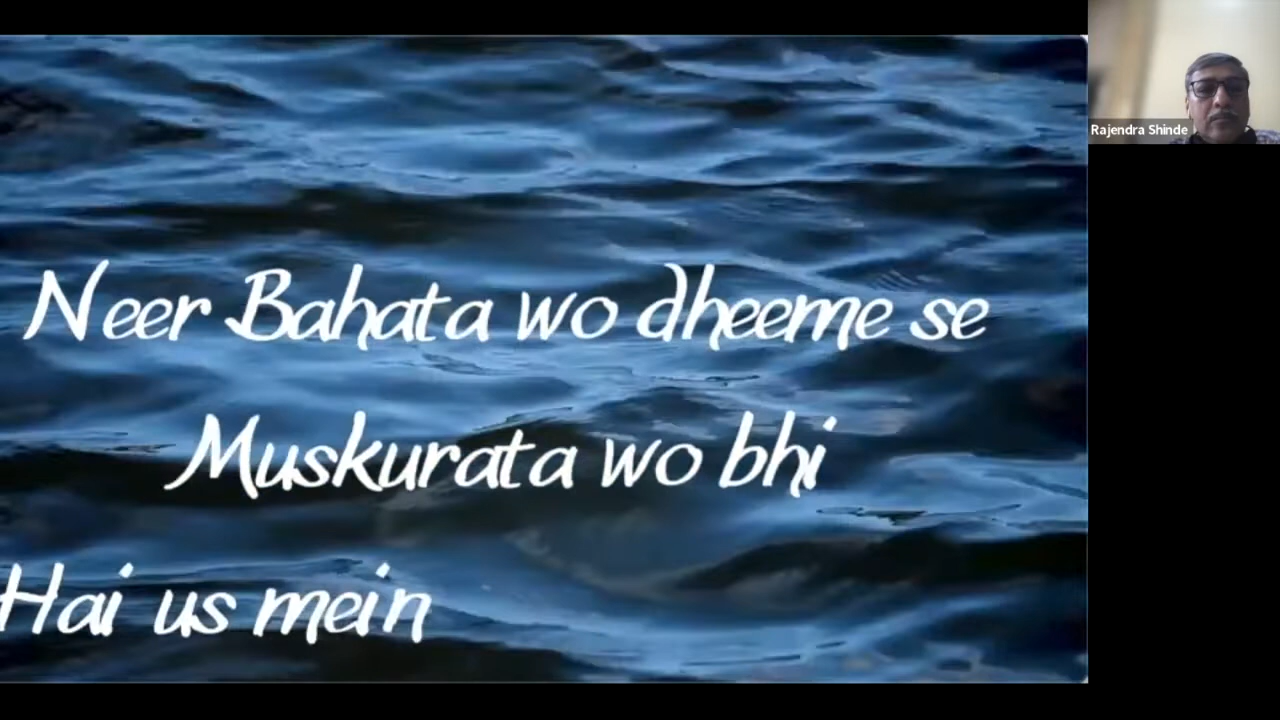 Rajendra Shinde
Neer Bahata wo dheeme se
Muskurata wo bhi
Hai us mein